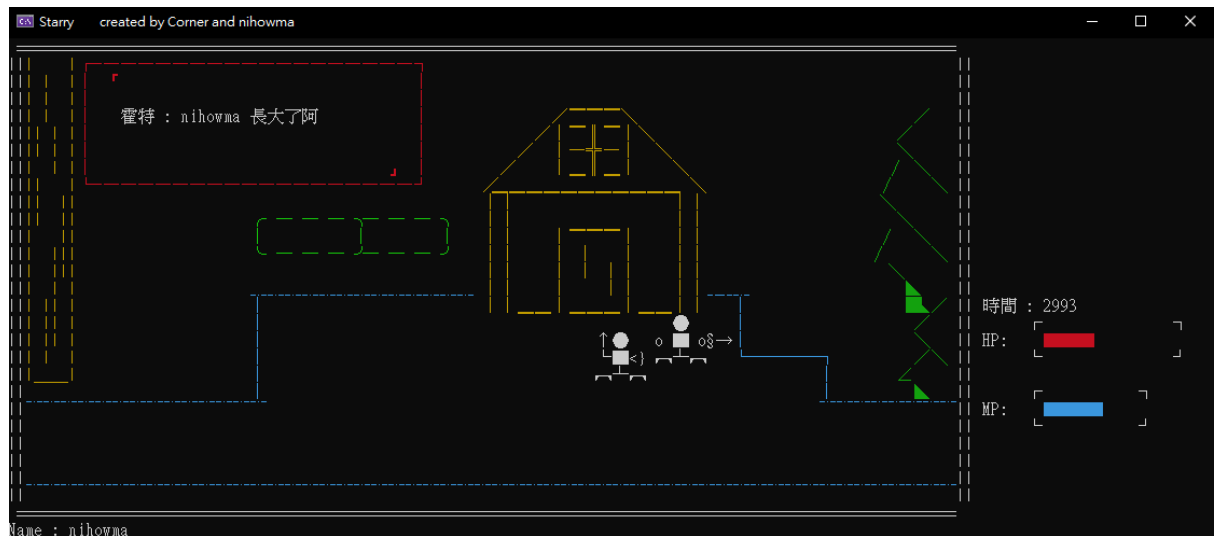 Starry created by Corner and nihowma
霍特 : nihowma 長大了阿
時間 : 2993
HP:
MP:
Name : nihowma